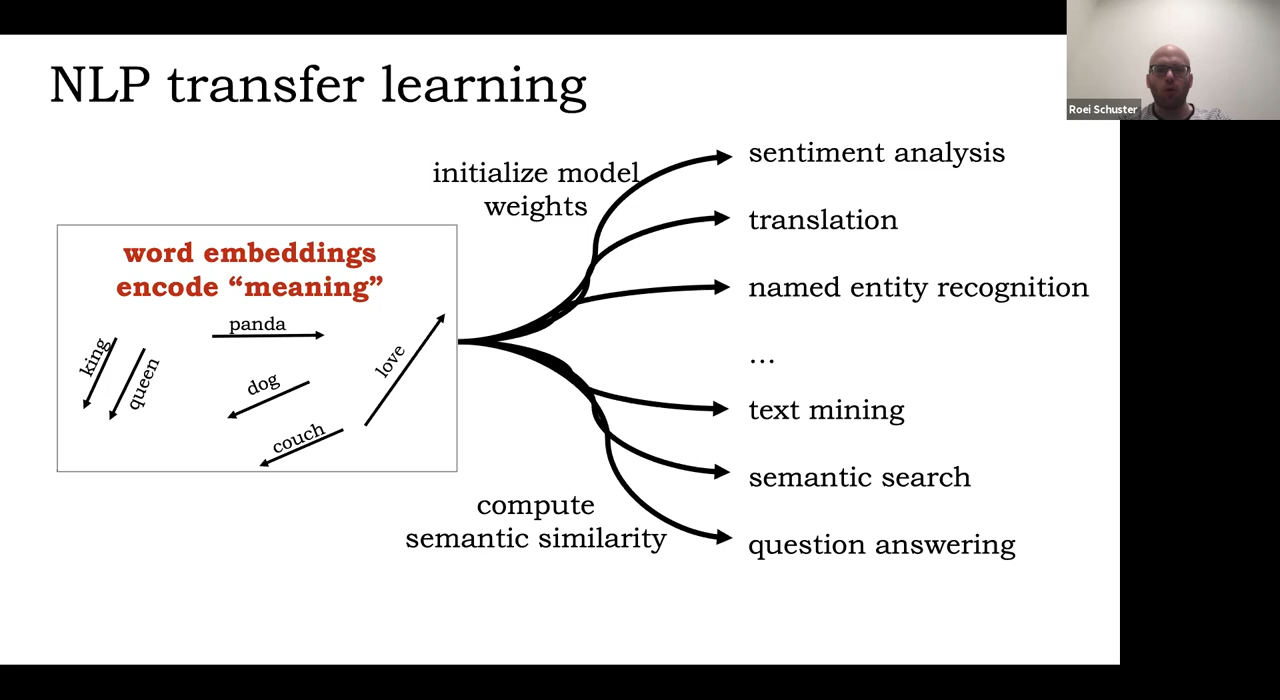 NLP transfer learning
Roei Schuster
initialize model
weights
word embeddings
encode “meaning”
king
queen
panda
dog
couch
love
sentiment analysis
translation
named entity recognition
...
text mining
semantic search
question answering
compute
semantic similarity